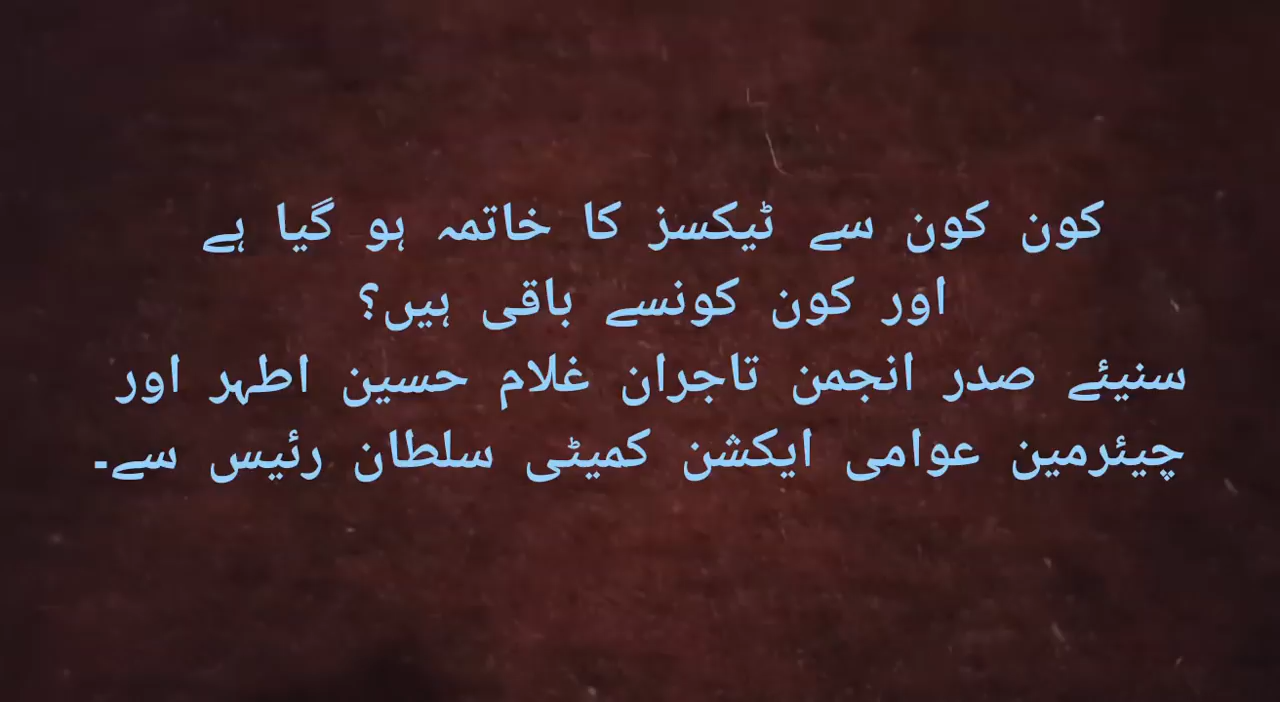 کون کون سے ٹیکسز کا خاتمہ ہو گیا ہے
اور کون کونسے باقی ہیں؟
سنیئے صدر انجمن تاجران غلام حسین اطہر اور
چیئرمین عوامی ایکشن کمیٹی سلطان رئیس سے۔